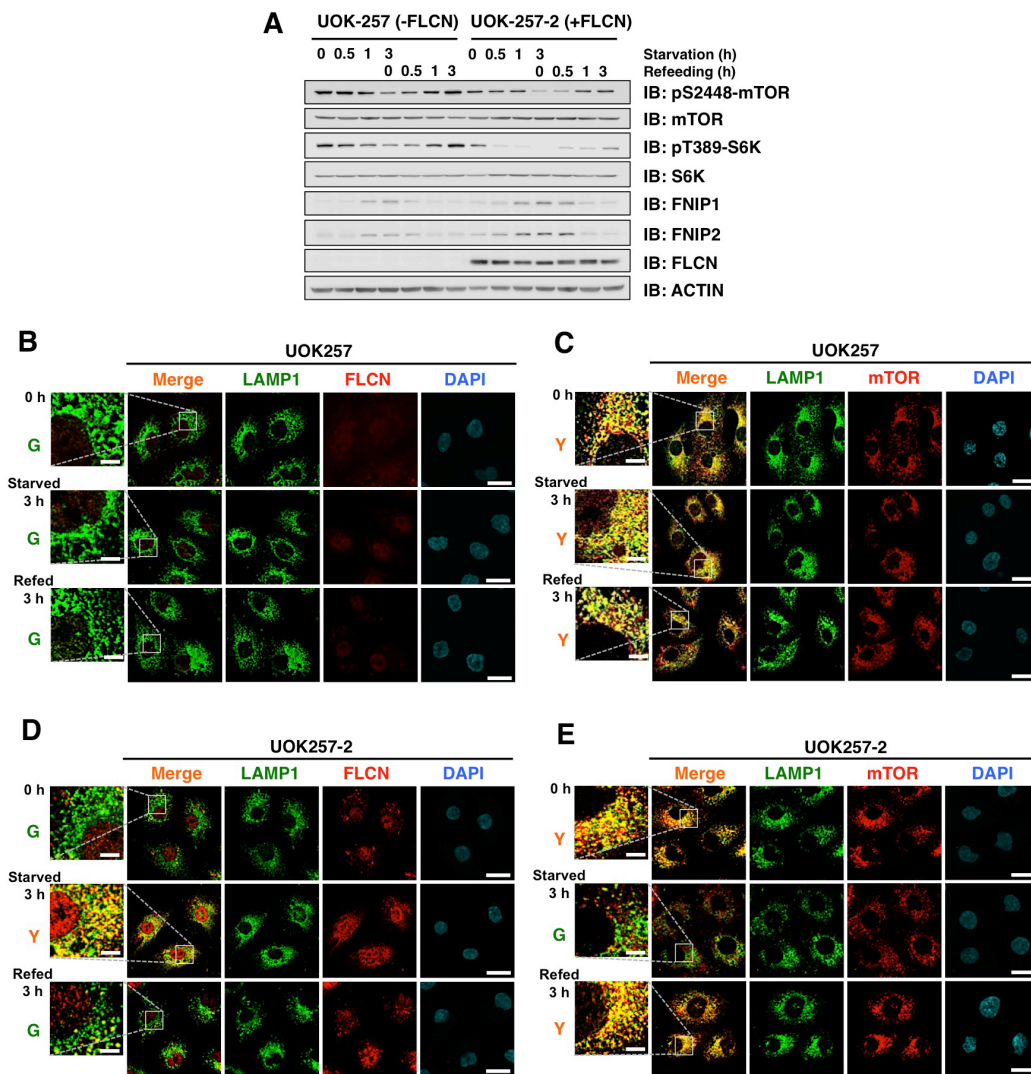 A
UOK-257 (-FLCN) UOK-257-2 (+FLCN)
0 0.5 1 3 0 0.5 1 3 Starvation (h)
0 0.5 1 3 0 0.5 1 3 Refeeding (h)
IB: pS2448-mTOR
IB: mTOR
IB: pT389-S6K
IB: S6K
IB: FNIP1
IB: FNIP2
IB: FLCN
IB: ACTIN
B
UOK257
Merge LAMP1 FLCN DAPI
0 h
G
Starved
3 h
G
Refed
3 h
G
C
UOK257
Merge LAMP1 mTOR DAPI
0 h
Y
Starved
3 h
Y
Refed
3 h
Y
D
UOK257-2
Merge LAMP1 FLCN DAPI
0 h
G
Starved
3 h
Y
Refed
3 h
G
E
UOK257-2
Merge LAMP1 mTOR DAPI
0 h
Y
Starved
3 h
G
Refed
3 h
Y